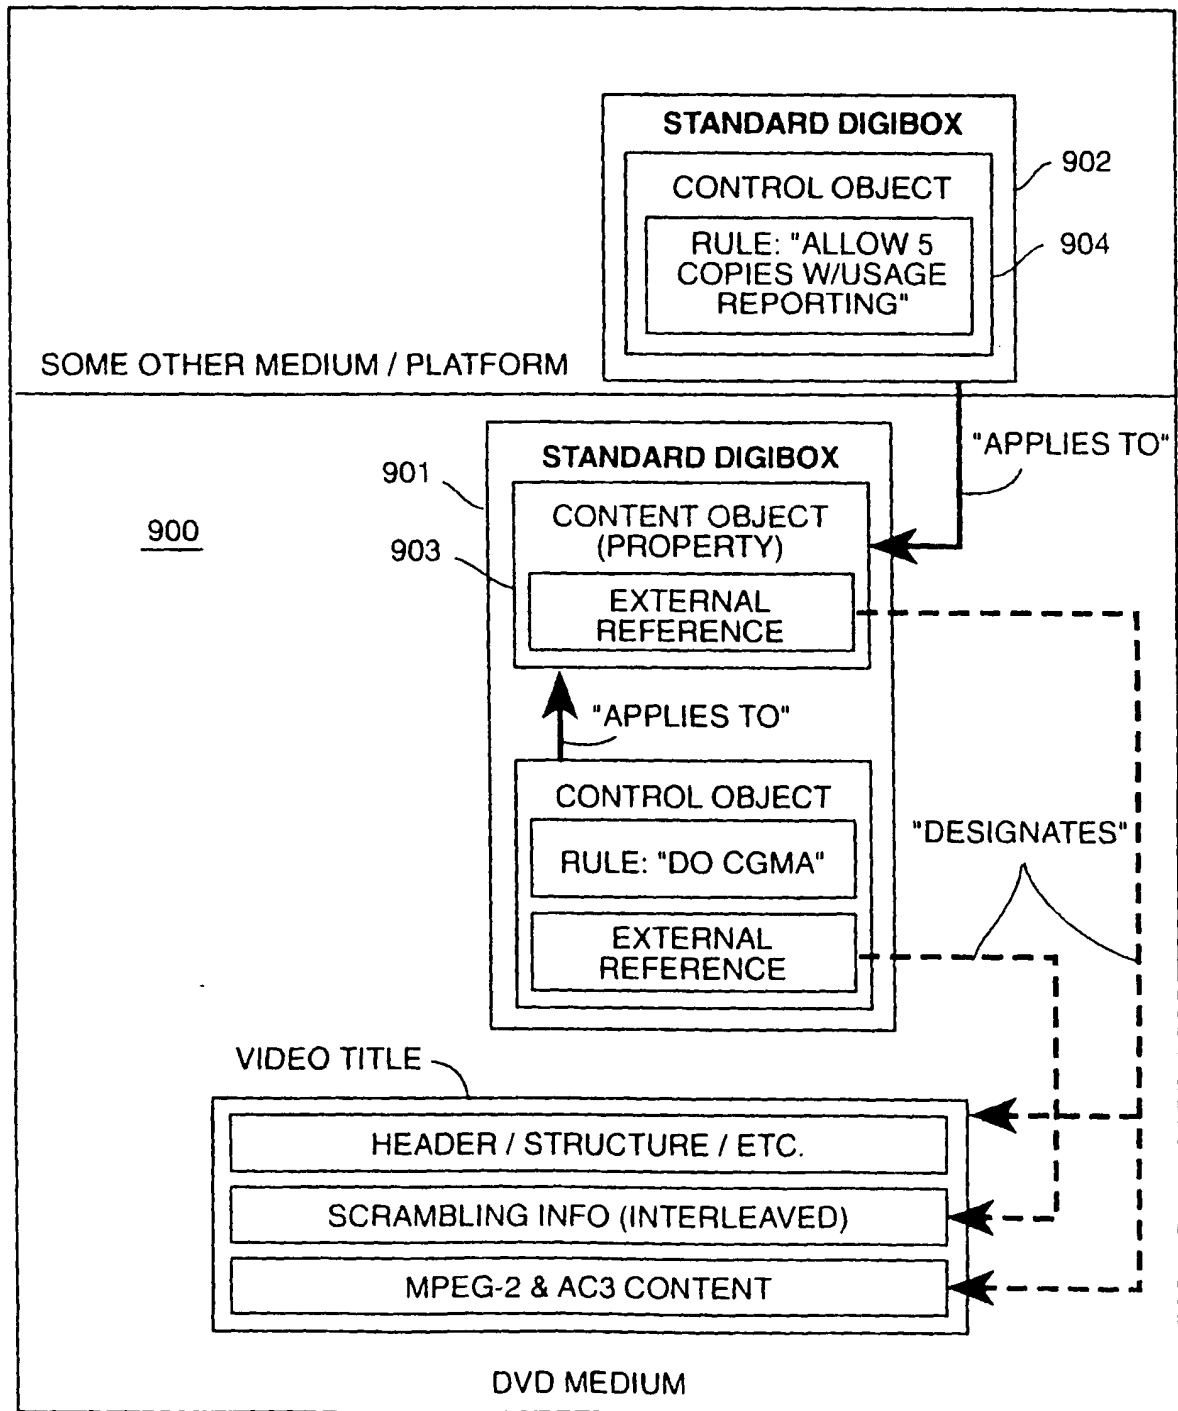 STANDARD DIGIBOX
902
CONTROL OBJECT
RULE: "ALLOW 5
COPIES W/USAGE
REPORTING"
904
SOME OTHER MEDIUM / PLATFORM
"APPLIES TO"
STANDARD DIGIBOX
901
CONTENT OBJECT
(PROPERTY)
900
903
EXTERNAL
REFERENCE
"APPLIES TO"
CONTROL OBJECT
"DESIGNATES"
RULE: "DO CGMA"
EXTERNAL
REFERENCE
VIDEO TITLE
HEADER / STRUCTURE / ETC.
SCRAMBLING INFO (INTERLEAVED)
MPEG-2 & AC3 CONTENT
DVD MEDIUM